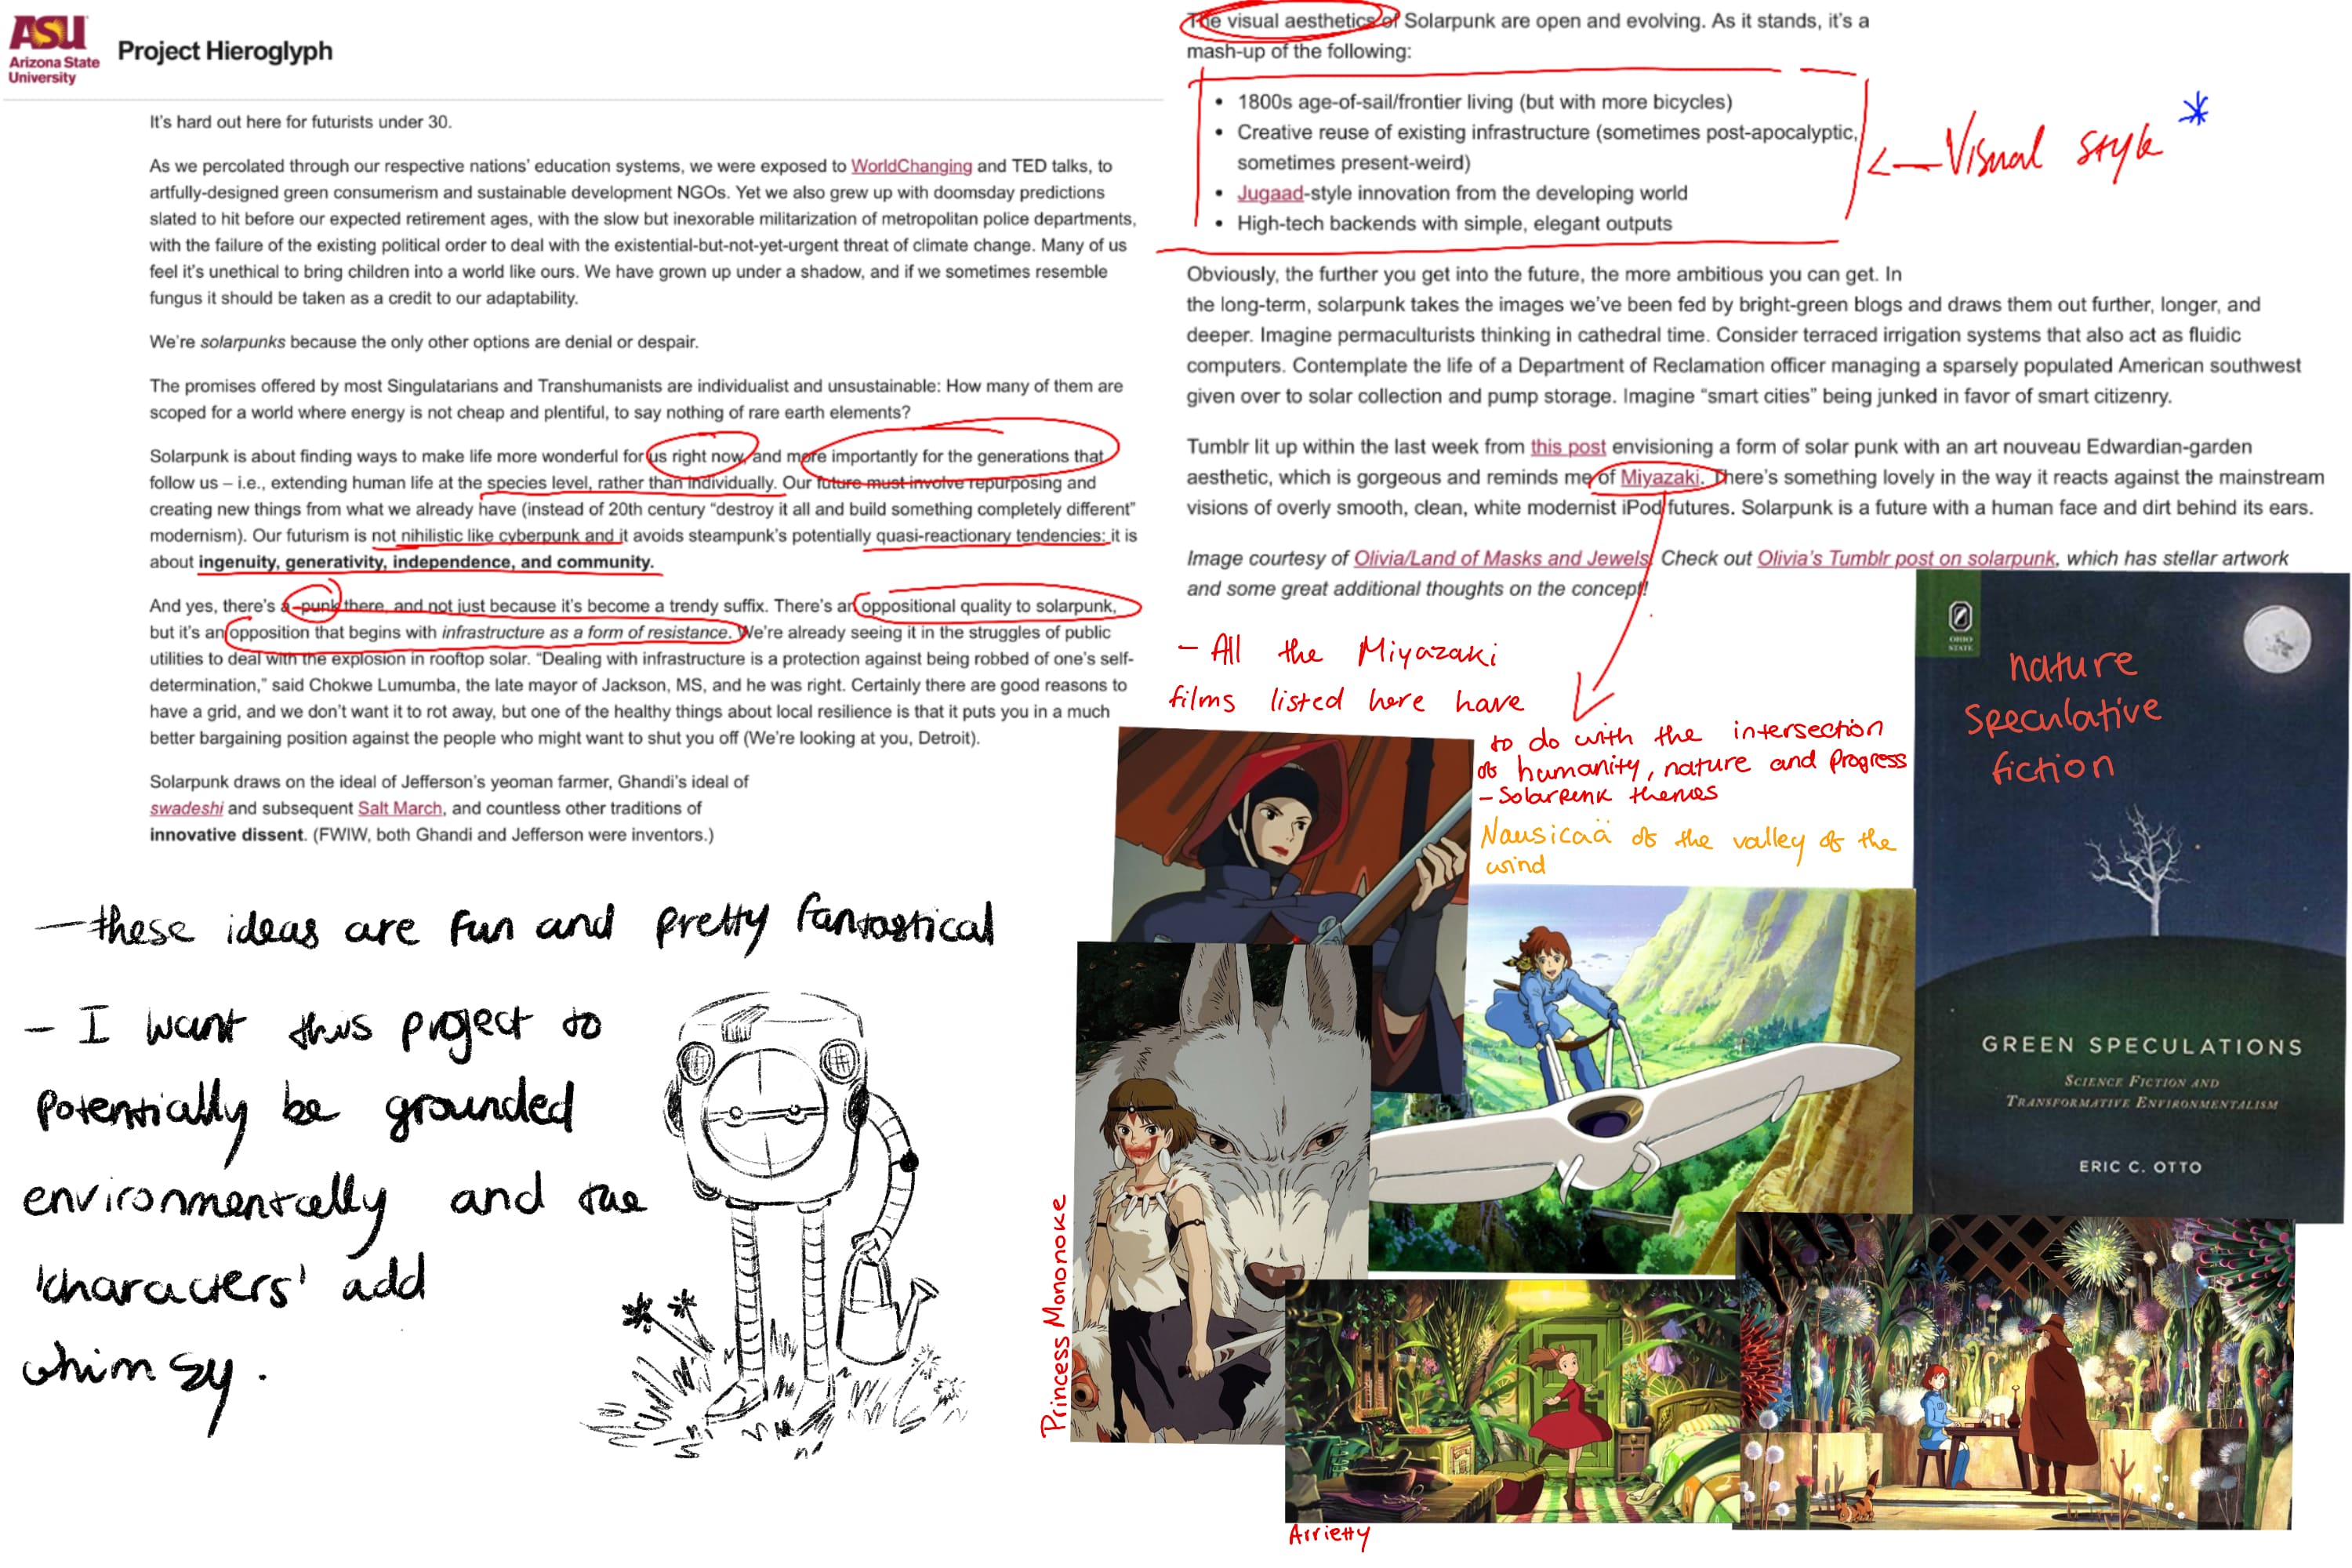 ASU
Arizona State
University
Project Hieroglyph
It's hard out here for futurists under 30.
As we percolated through our respective nations' education systems, we were exposed to WorldChanging and TED talks, to
artfully-designed green consumerism and sustainable development NGOs. Yet we also grew up with doomsday predictions
slated to hit before our expected retirement ages, with the slow but inexorable militarization of metropolitan police departments,
with the failure of the existing political order to deal with the existential-but-not-yet-urgent threat of climate change. Many of us
feel it's unethical to bring children into a world like ours. We have grown up under a shadow, and if we sometimes resemble
fungus it should be taken as a credit to our adaptability.
We're solarpunks because the only other options are denial or despair.
The promises offered by most Singulatarians and Transhumanists are individualist and unsustainable: How many of them are
scoped for a world where energy is not cheap and plentiful, to say nothing of rare earth elements?
Solarpunk is about finding ways to make life more wonderful for us right now, and more importantly for the generations that
follow us – i.e., extending human life at the species level, rather than individually. Our future must involve repurposing and
creating new things from what we already have (instead of 20th century "destroy it all and build something completely different"
modernism). Our futurism is not nihilistic like cyberpunk and it avoids steampunk's potentially quasi-reactionary tendencies: it is
about ingenuity, generativity, independence, and community.
And yes, there's a -punk there, and not just because it's become a trendy suffix. There's an oppositional quality to solarpunk,
but it's an opposition that begins with infrastructure as a form of resistance. We're already seeing it in the struggles of public
utilities to deal with the explosion in rooftop solar. "Dealing with infrastructure is a protection against being robbed of one's self-
determination," said Chokwe Lumumba, the late mayor of Jackson, MS, and he was right. Certainly there are good reasons to
have a grid, and we don't want it to rot away, but one of the healthy things about local resilience is that it puts you in a much
better bargaining position against the people who might want to shut you off (We're looking at you, Detroit).
Solarpunk draws on the ideal of Jefferson's yeoman farmer, Ghandi's ideal of
swadeshi and subsequent Salt March, and countless other traditions of
innovative dissent. (FWIW, both Ghandi and Jefferson were inventors.)
– these ideas are fun and pretty fantastical
– I want this project to
potentially be grounded
environmentally and the
'characters' add
whimsy.
The visual aesthetics of Solarpunk are open and evolving. As it stands, it's a
mash-up of the following:
• 1800s age-of-sail/frontier living (but with more bicycles)
• Creative reuse of existing infrastructure (sometimes post-apocalyptic,
sometimes present-weird)
• Jugaad-style innovation from the developing world
• High-tech backends with simple, elegant outputs
<— Visual style *
Obviously, the further you get into the future, the more ambitious you can get. In
the long-term, solarpunk takes the images we've been fed by bright-green blogs and draws them out further, longer, and
deeper. Imagine permaculturists thinking in cathedral time. Consider terraced irrigation systems that also act as fluidic
computers. Contemplate the life of a Department of Reclamation officer managing a sparsely populated American southwest
given over to solar collection and pump storage. Imagine "smart cities" being junked in favor of smart citizenry.
Tumblr lit up within the last week from this post envisioning a form of solar punk with an art nouveau Edwardian-garden
aesthetic, which is gorgeous and reminds me of Miyazaki. There's something lovely in the way it reacts against the mainstream
visions of overly smooth, clean, white modernist iPod futures. Solarpunk is a future with a human face and dirt behind its ears.
Image courtesy of Olivia/Land of Masks and Jewels. Check out Olivia's Tumblr post on solarpunk, which has stellar artwork
and some great additional thoughts on the concept!
– All the Miyazaki
films listed here have
to do with the intersection
of humanity, nature and Progress
– Solarpunk themes
Nausicaä of the valley of the
wind
Princess Mononoke
Arrietty
OHIO
STATE
nature
speculative
fiction
GREEN SPECULATIONS
SCIENCE FICTION AND
TRANSFORMATIVE ENVIRONMENTALISM
ERIC C. OTTO